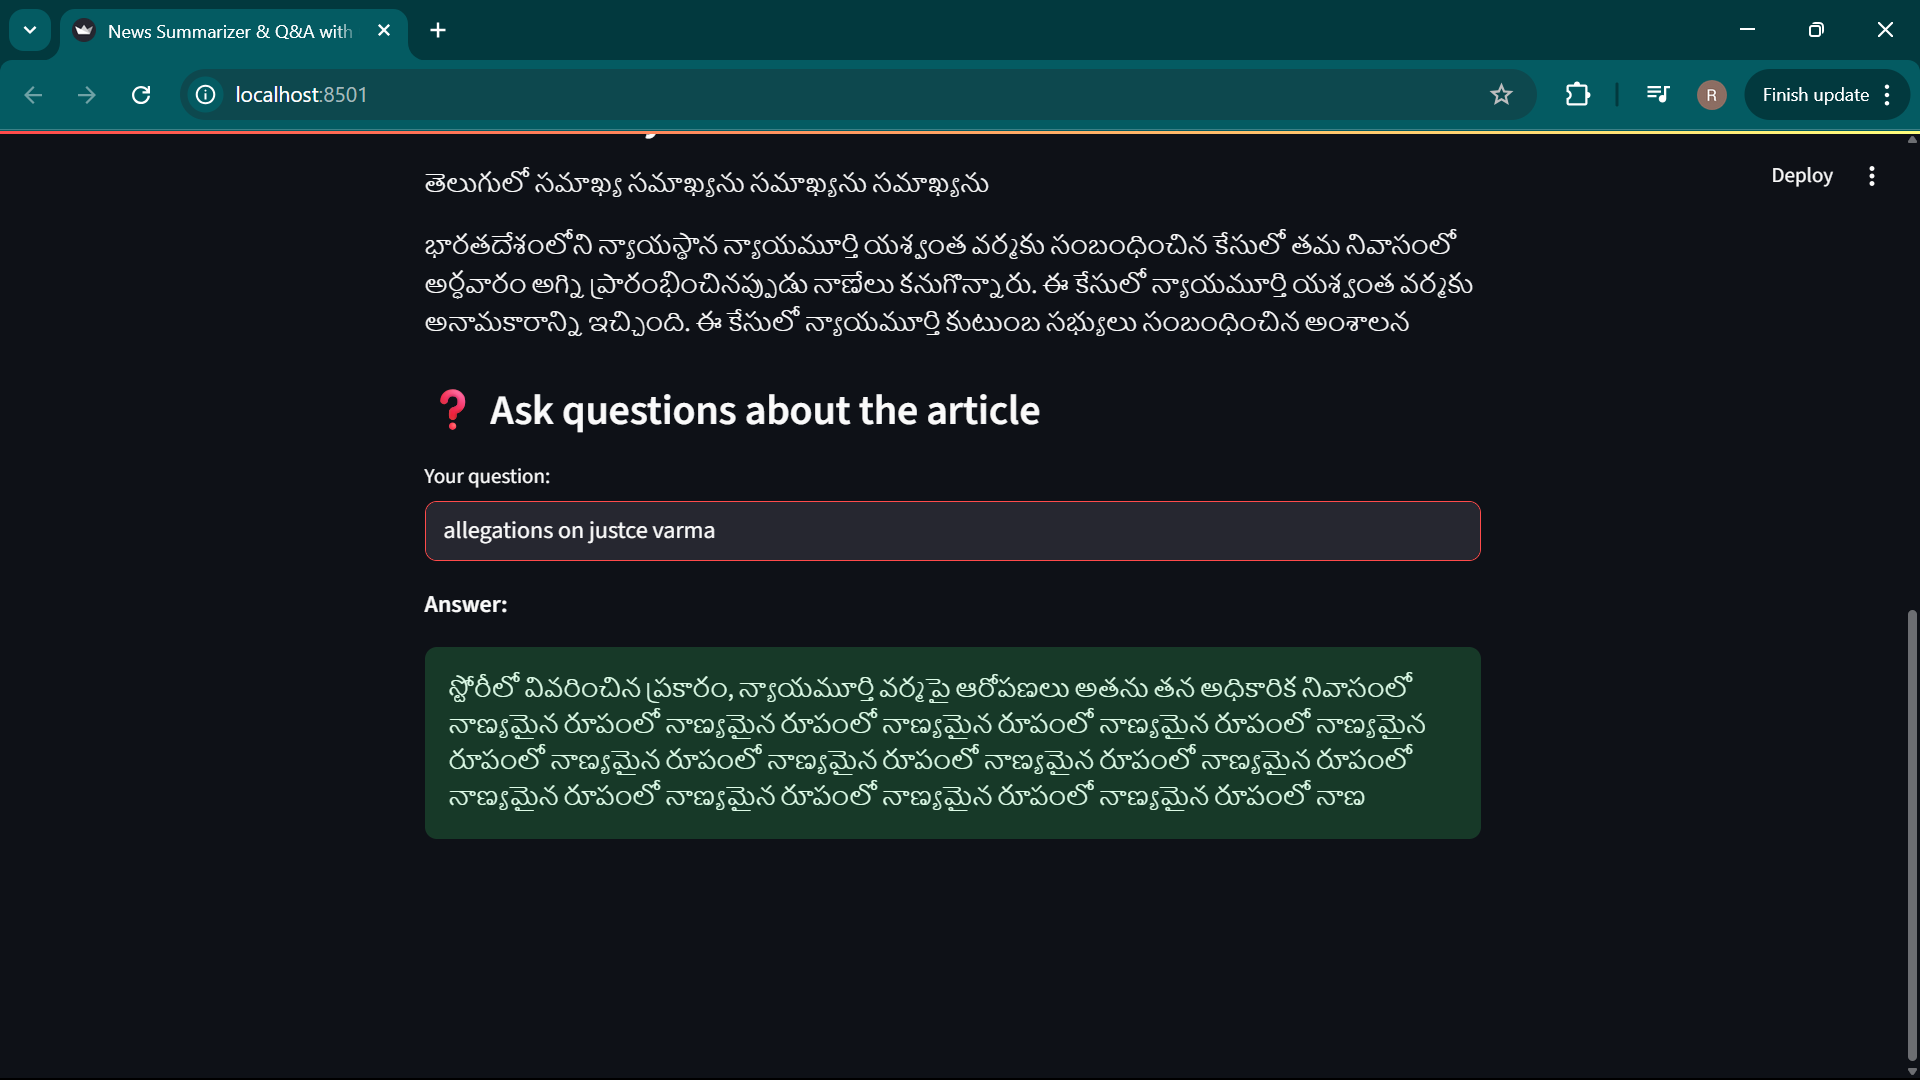 News Summarizer & Q&A with
localhost:8501
R
Finish update
Deploy
తెలుగులో సమాఖ్య సమాఖ్యను సమాఖ్యను సమాఖ్యను
భారతదేశంలోని న్యాయస్థాన న్యాయమూర్తి యశ్వంత వర్మకు సంబంధించిన కేసులో తమ నివాసంలో
అర్ధవారం అగ్ని ప్రారంభించినప్పుడు నాణేలు కనుగొన్నారు. ఈ కేసులో న్యాయమూర్తి యశ్వంత వర్మకు
అనామకారాన్ని ఇచ్చింది. ఈ కేసులో న్యాయమూర్తి కుటుంబ సభ్యులు సంబంధించిన అంశాలన
❓ Ask questions about the article
Your question:
allegations on justce varma
Answer:
స్టోరీలో వివరించిన ప్రకారం, న్యాయమూర్తి వర్మపై ఆరోపణలు అతను తన అధికారిక నివాసంలో
నాణ్యమైన రూపంలో నాణ్యమైన రూపంలో నాణ్యమైన రూపంలో నాణ్యమైన రూపంలో నాణ్యమైన
రూపంలో నాణ్యమైన రూపంలో నాణ్యమైన రూపంలో నాణ్యమైన రూపంలో నాణ్యమైన రూపంలో
నాణ్యమైన రూపంలో నాణ్యమైన రూపంలో నాణ్యమైన రూపంలో నాణ్యమైన రూపంలో నాణ